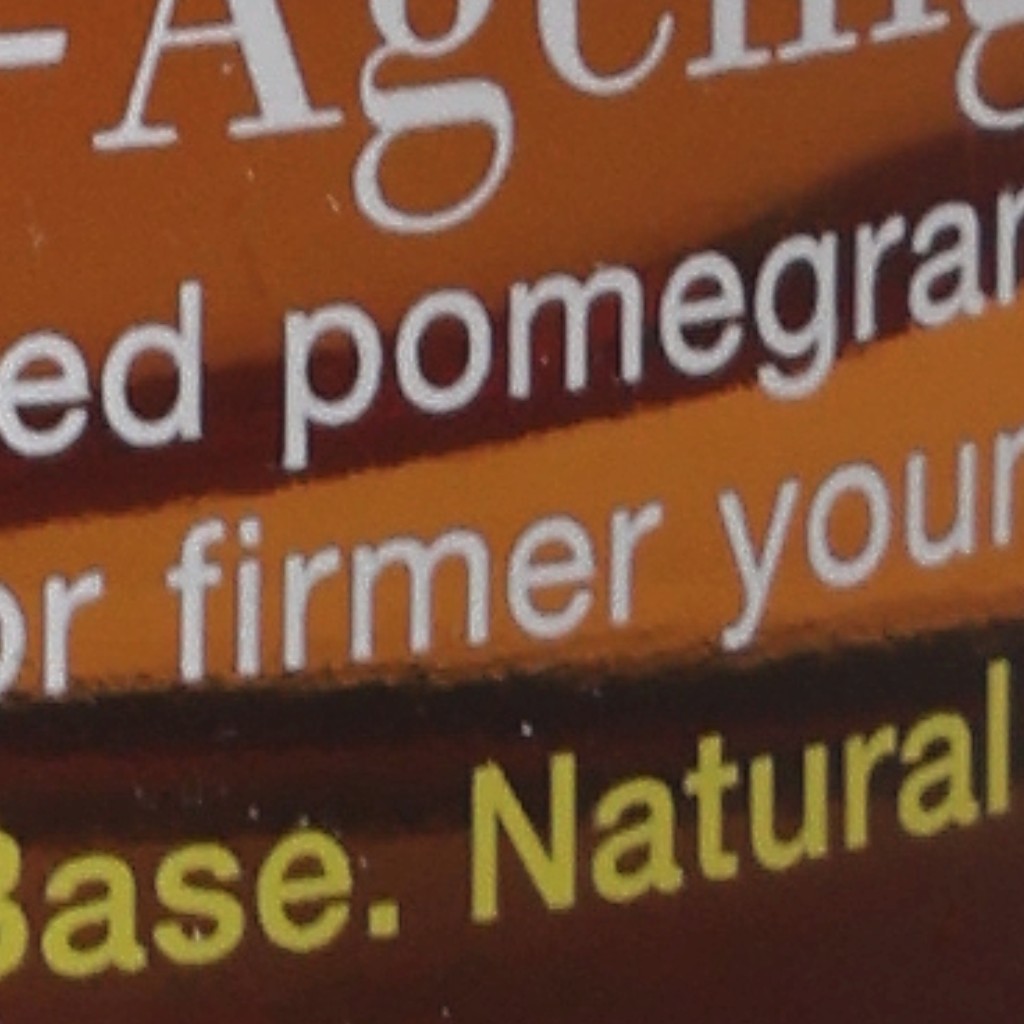 -Ageing
ed pomegran
or firmer your
Base. Natural